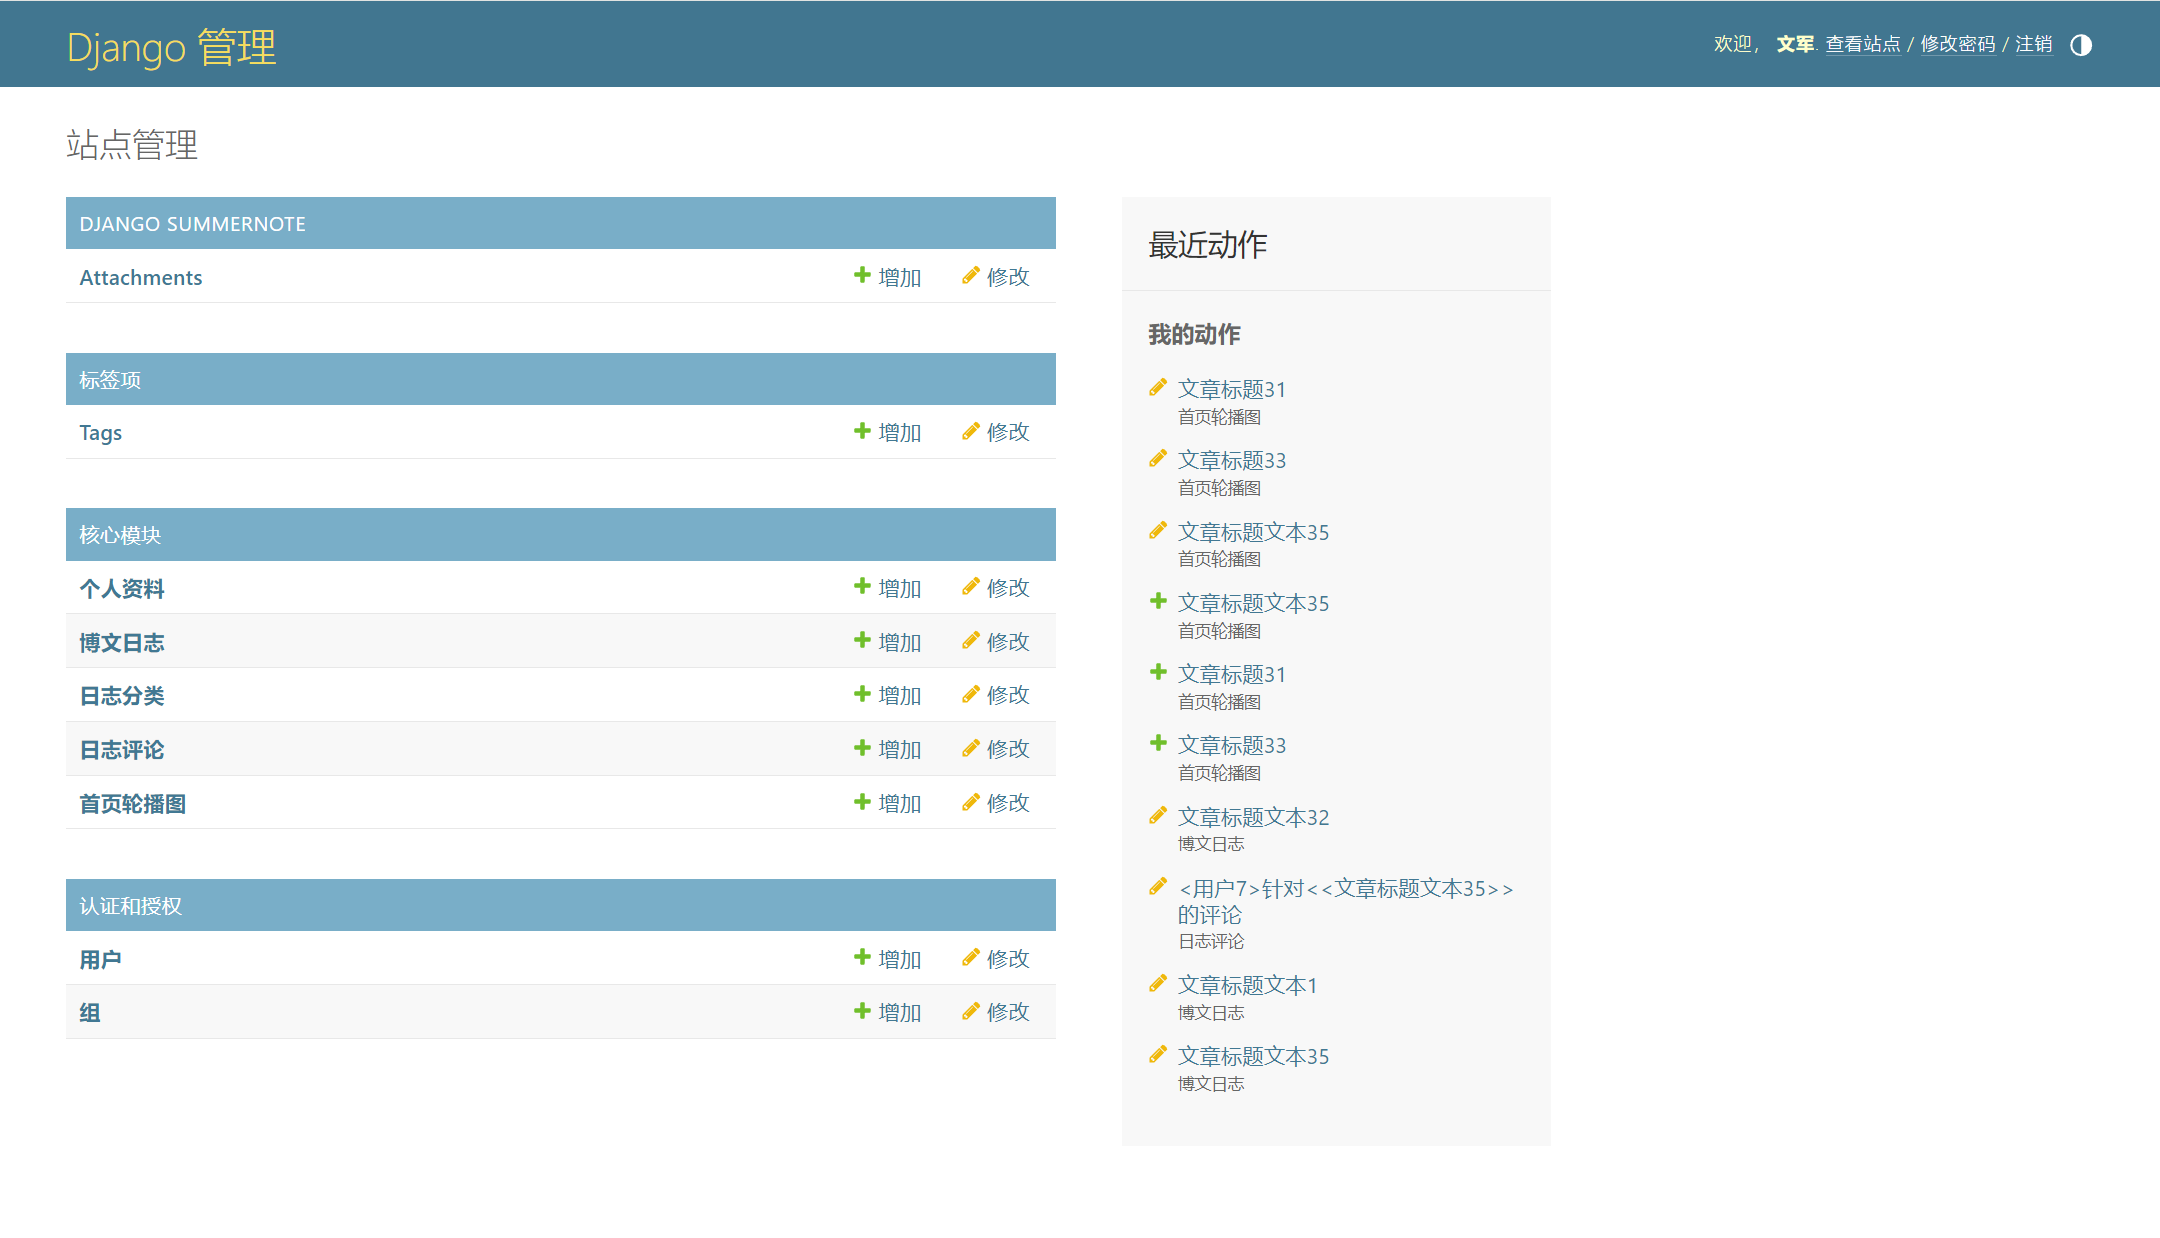 Django 管理
欢迎， 文军. 查看站点 / 修改密码 / 注销
站点管理
DJANGO SUMMERNOTE
Attachments 增加 修改
标签项
Tags 增加 修改
核心模块
个人资料 增加 修改
博文日志 增加 修改
日志分类 增加 修改
日志评论 增加 修改
首页轮播图 增加 修改
认证和授权
用户 增加 修改
组 增加 修改
最近动作
我的动作
文章标题31
首页轮播图
文章标题33
首页轮播图
文章标题文本35
首页轮播图
文章标题文本35
首页轮播图
文章标题31
首页轮播图
文章标题33
首页轮播图
文章标题文本32
博文日志
<用户7>针对<<文章标题文本35>>
的评论
日志评论
文章标题文本1
博文日志
文章标题文本35
博文日志